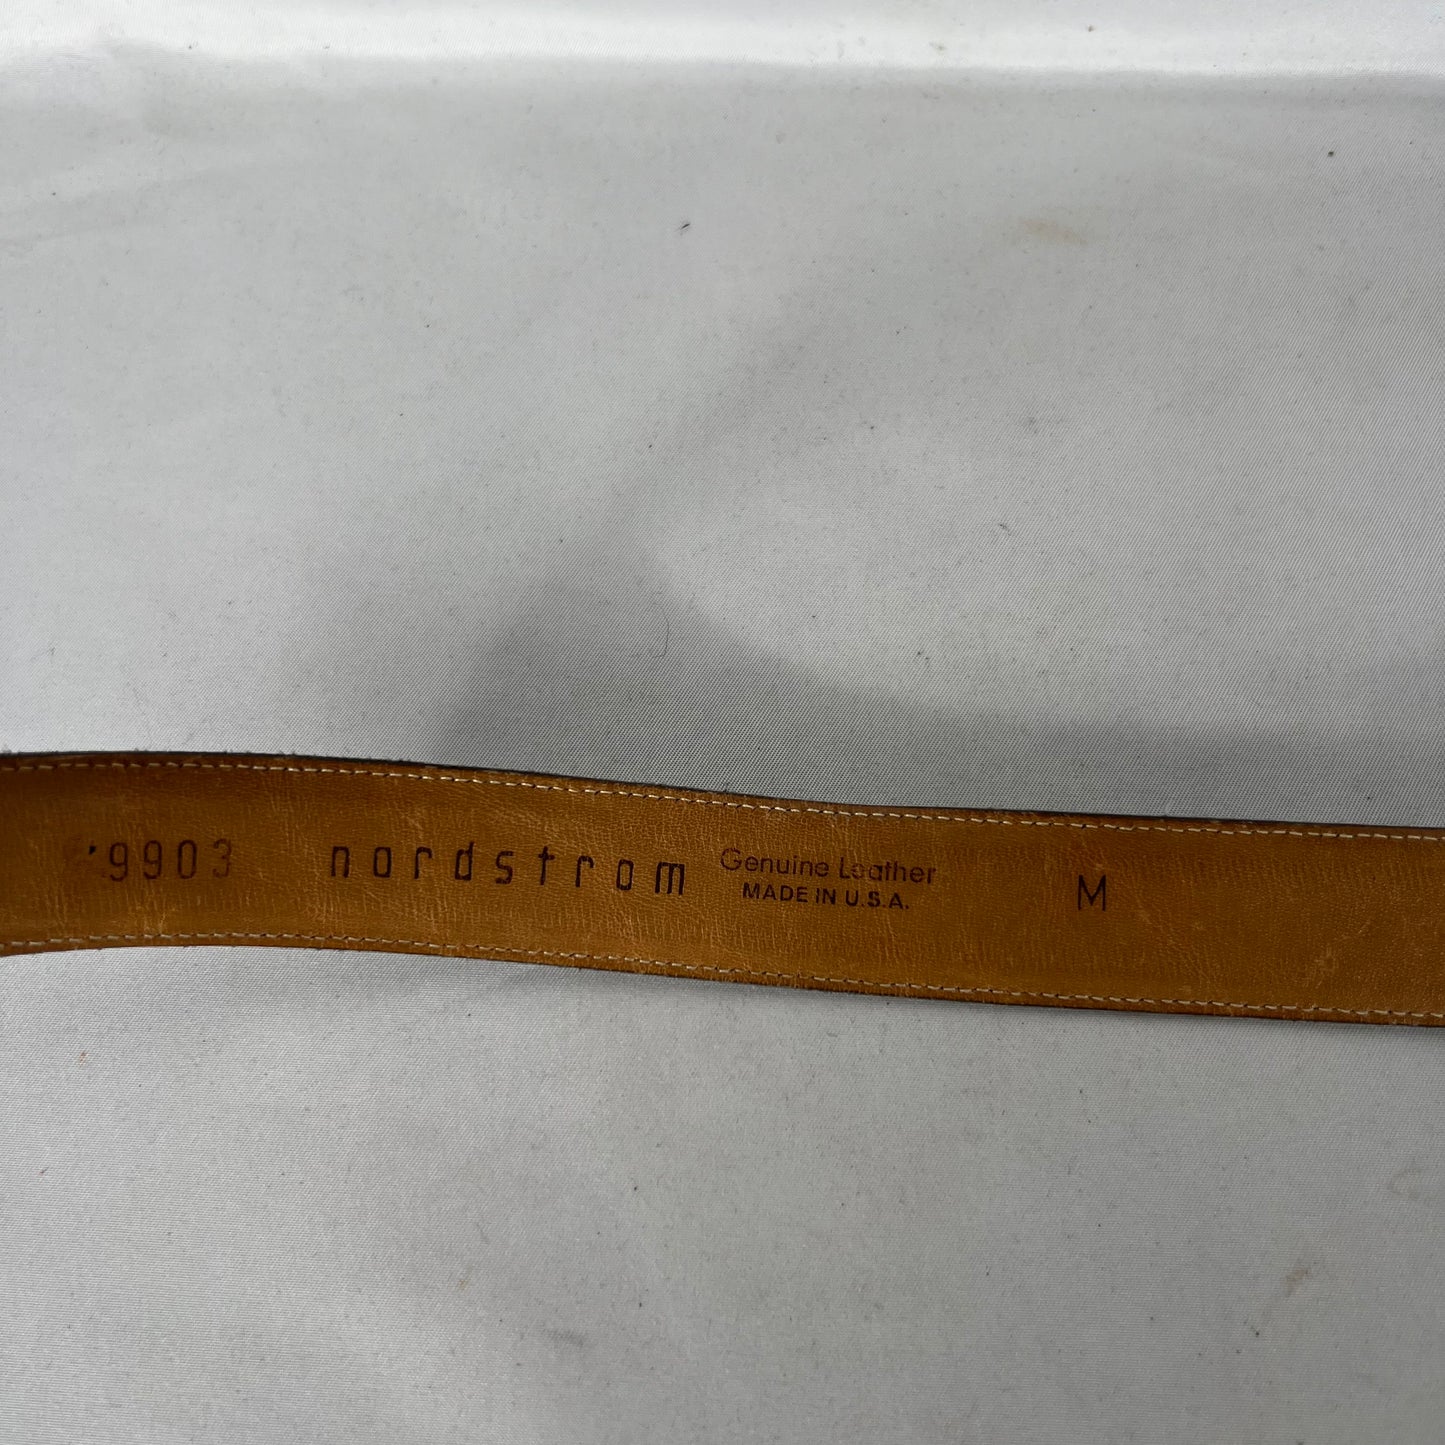 9903
nordstrom
Genuine Leather
MADE IN U.S.A.
M